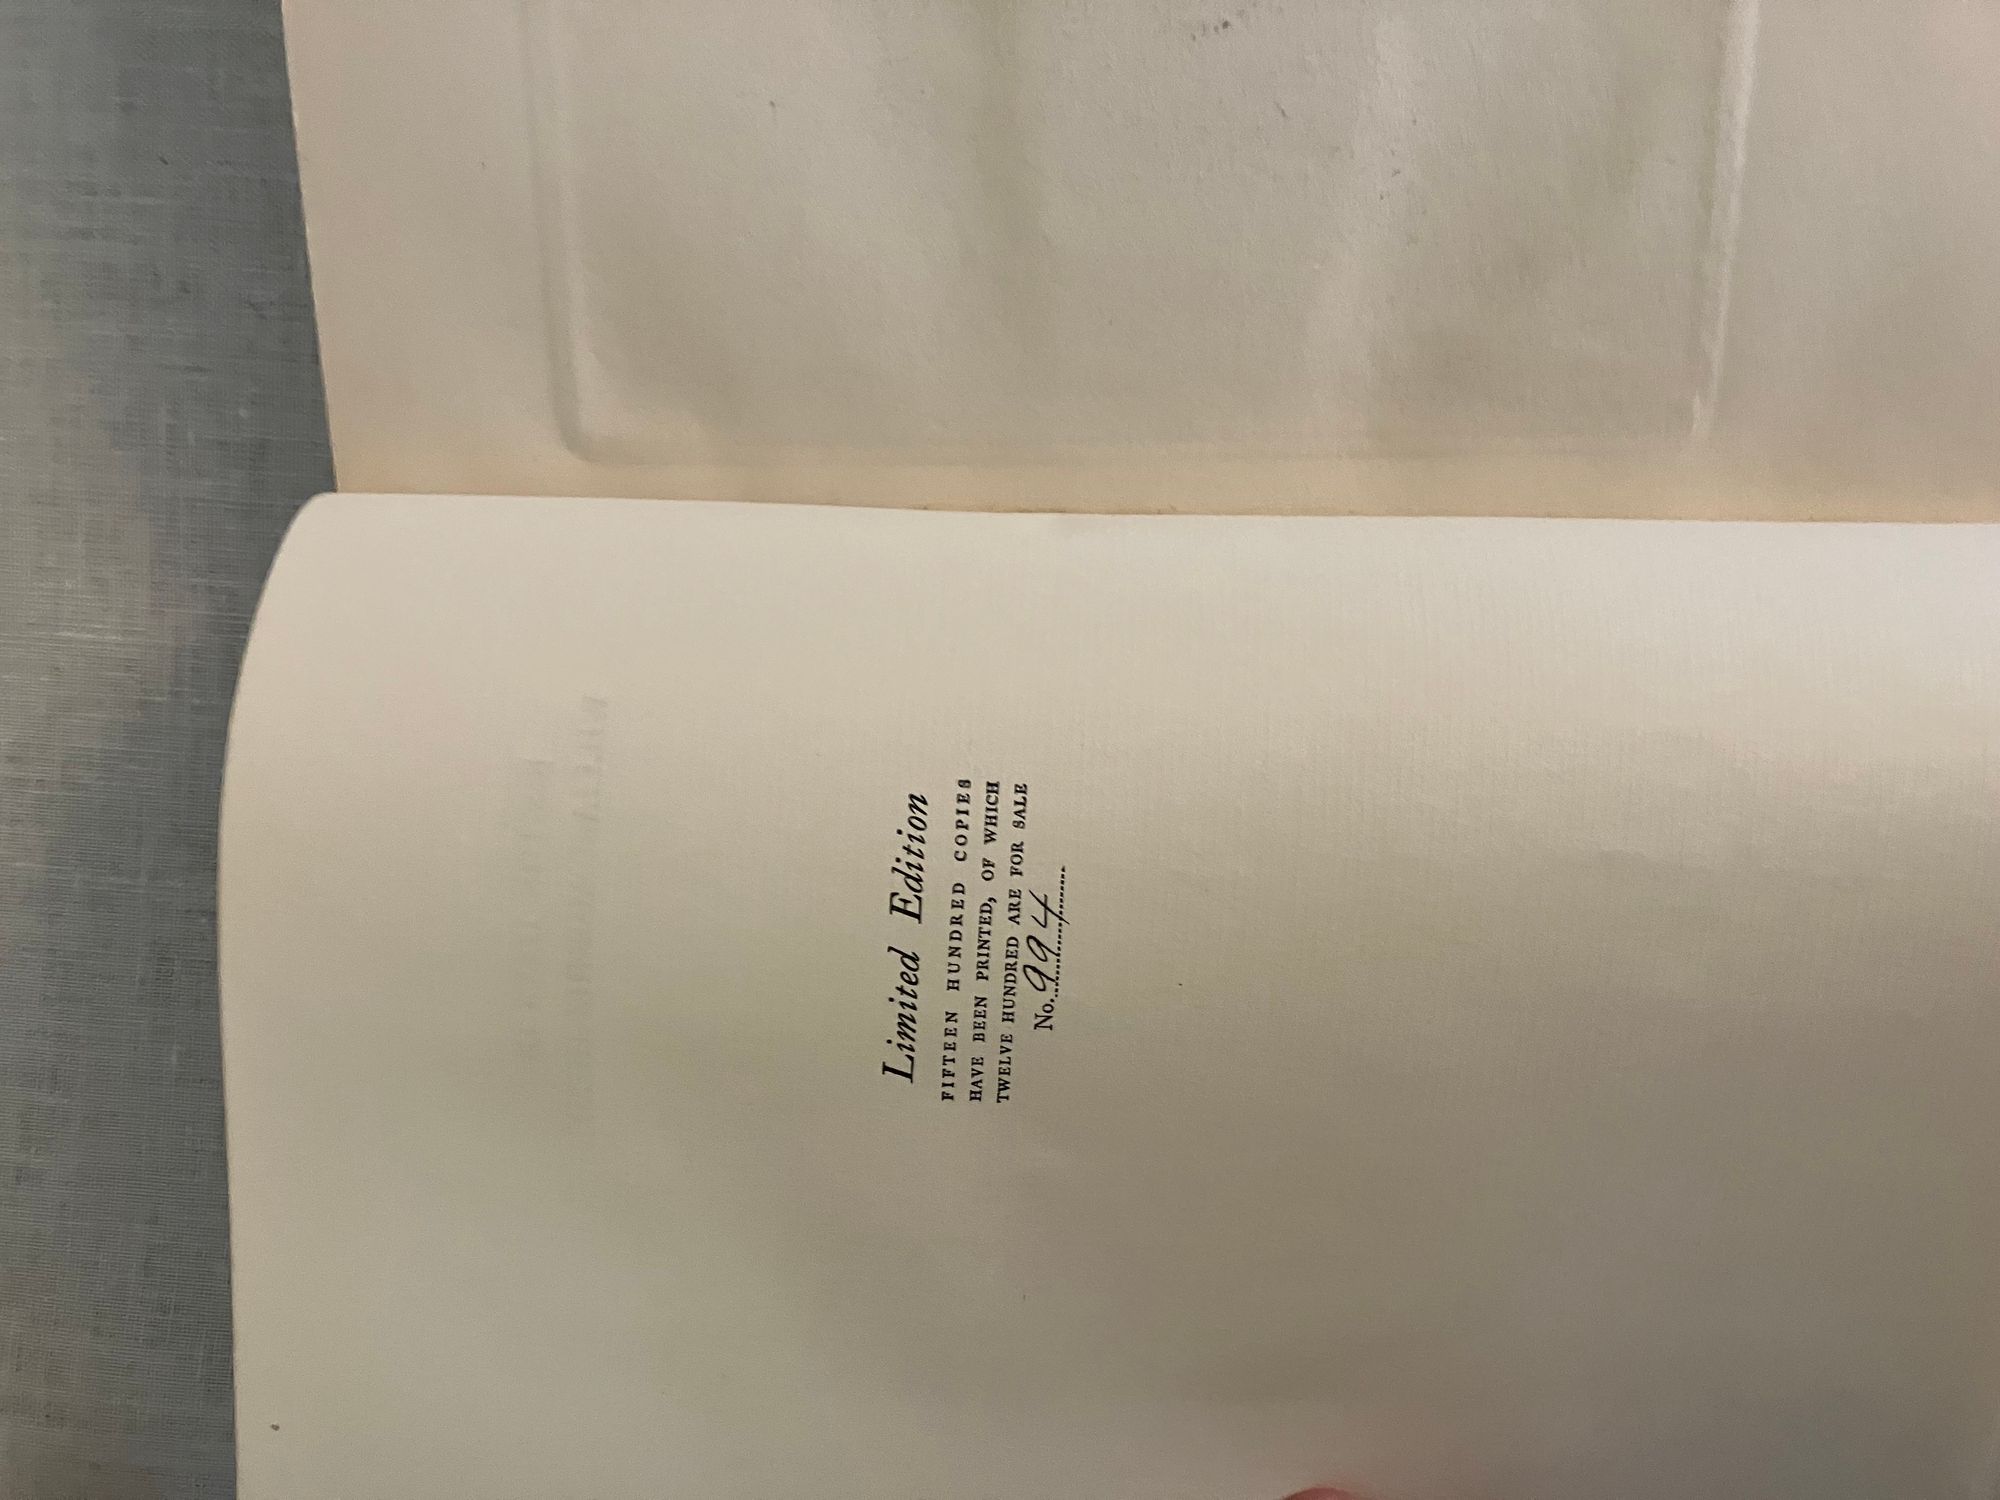 Limited Edition
FIFTEEN HUNDRED COPIES
HAVE BEEN PRINTED, OF WHICH
TWELVE HUNDRED ARE FOR SALE
No. 994